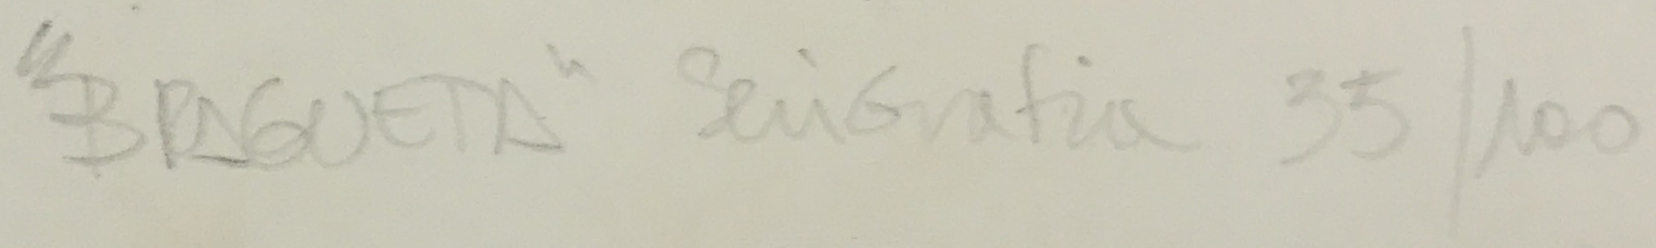 "BRAGUETA" Serigrafia 35/100